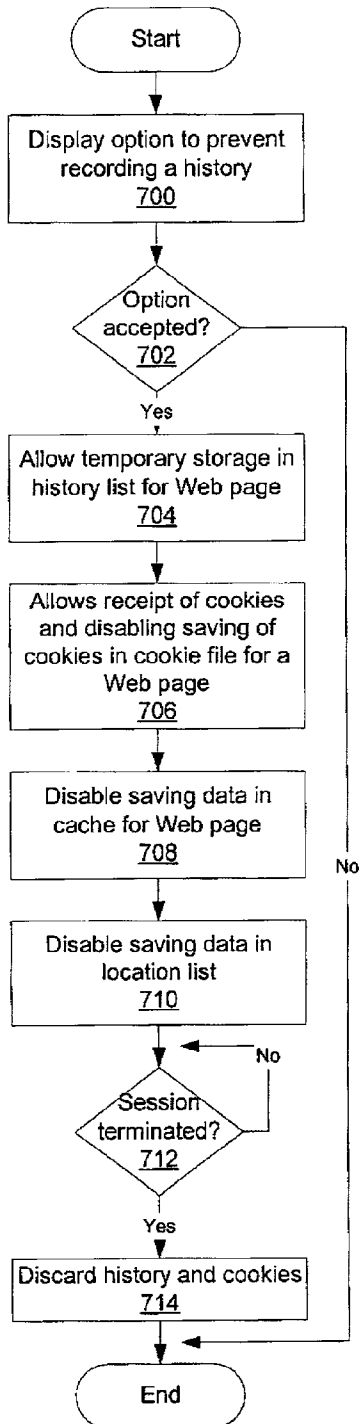 Start
Display option to prevent
recording a history
700
Option
accepted?
702
Yes
Allow temporary storage in
history list for Web page
704
Allows receipt of cookies
and disabling saving of
cookies in cookie file for a
Web page
706
Disable saving data in
cache for Web page
708
No
Disable saving data in
location list
710
No
Session
terminated?
712
Yes
Discard history and cookies
714
End